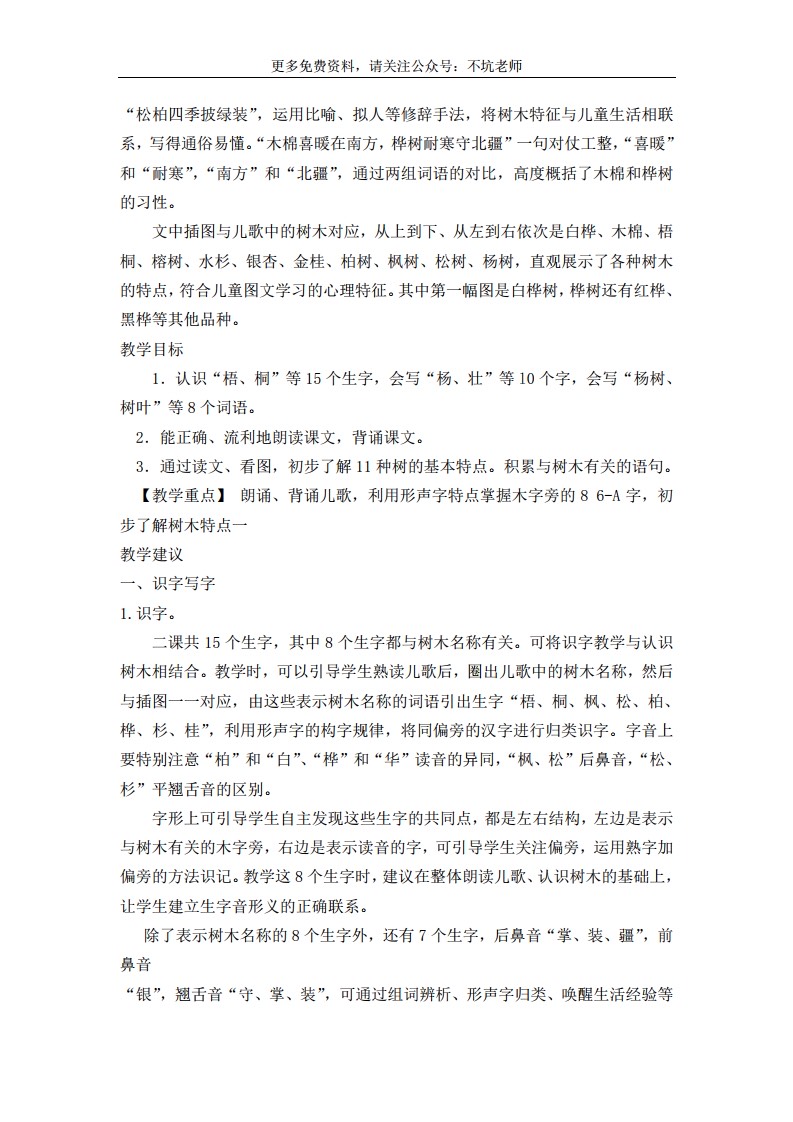 更多免费资料，请关注公众号：不坑老师
“松柏四季披绿装”，运用比喻、拟人等修辞手法，将树木特征与儿童生活相联
系，写得通俗易懂。“木棉喜暖在南方，桦树耐寒守北疆”一句对仗工整，“喜暖”
和“耐寒”，“南方”和“北疆”，通过两组词语的对比，高度概括了木棉和桦树
的习性。
文中插图与儿歌中的树木对应，从上到下、从左到右依次是白桦、木棉、梧
桐、榕树、水杉、银杏、金桂、柏树、枫树、松树、杨树，直观展示了各种树木
的特点，符合儿童图文学习的心理特征。其中第一幅图是白桦树，桦树还有红桦、
黑桦等其他品种。
教学目标
1．认识“梧、桐”等 15 个生字，会写“杨、壮”等 l0 个字，会写“杨树、
树叶”等 8 个词语。
2．能正确、流利地朗读课文，背诵课文。
3．通过读文、看图，初步了解 11 种树的基本特点。积累与树木有关的语句。
【教学重点】 朗诵、背诵儿歌，利用形声字特点掌握木字旁的 8 6-A 字，初
步了解树木特点一
教学建议
一、识字写字
1.识字。
二课共 15 个生字，其中 8 个生字都与树木名称有关。可将识字教学与认识
树木相结合。教学时，可以引导学生熟读儿歌后，圈出儿歌中的树木名称，然后
与插图一一对应，由这些表示树木名称的词语引出生字“梧、桐、枫、松、柏、
桦、杉、桂”，利用形声字的构字规律，将同偏旁的汉字进行归类识字。字音上
要特别注意“柏”和“白”、“桦”和“华”读音的异同，“枫、松”后鼻音，“松、
杉”平翘舌音的区别。
字形上可引导学生自主发现这些生字的共同点，都是左右结构，左边是表示
与树木有关的木字旁，右边是表示读音的字，可引导学生关注偏旁，运用熟字加
偏旁的方法识记。教学这 8 个生字时，建议在整体朗读儿歌、认识树木的基础上，
让学生建立生字音形义的正确联系。
除了表示树木名称的 8 个生字外，还有 7 个生字，后鼻音“掌、装、疆”，前
鼻音
“银”，翘舌音“守、掌、装”，可通过组词辨析、形声字归类、唤醒生活经验等